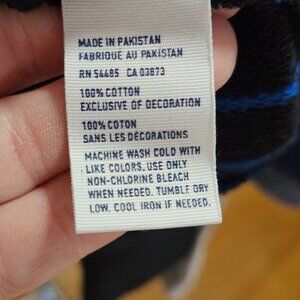 MADE IN PAKISTAN
FABRIQUE AU PAKISTAN
RN 54485 CA 03873
100% COTTON
EXCLUSIVE OF DECORATION
100% COTON
SANS LES DÉCORATIONS
MACHINE WASH COLD WITH
LIKE COLORS. USE ONLY
NON-CHLORINE BLEACH
WHEN NEEDED. TUMBLE DRY
LOW. COOL IRON IF NEEDED.